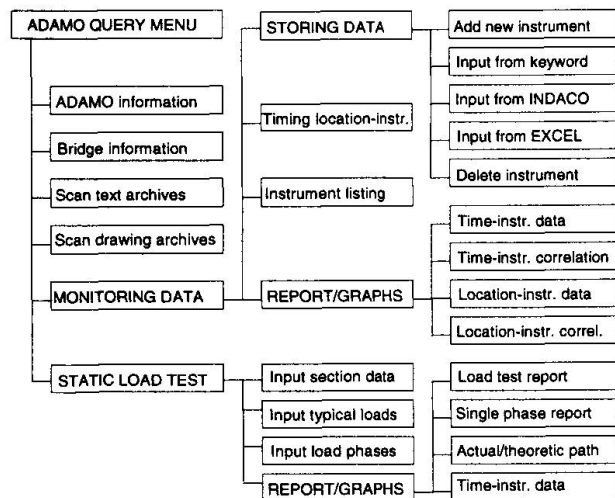 ADAMO QUERY MENU
ADAMO information
Bridge information
Scan text archives
Scan drawing archives
MONITORING DATA
STATIC LOAD TEST
STORING DATA
Timing location-instr.
Instrument listing
REPORT/GRAPHS
Input section data
Input typical loads
Input load phases
REPORT/GRAPHS
Add new instrument
Input from keyword
Input from INDACO
Input from EXCEL
Delete instrument
Time-instr. data
Time-instr. correlation
Location-instr. data
Location-instr. correl.
Load test report
Single phase report
Actual/theoretic path
Time-instr. data